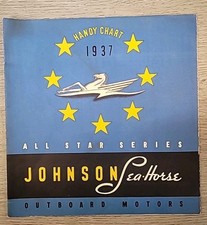 HANDY CHART
1937
ALL STAR SERIES
JOHNSON Sea-Horse
OUTBOARD MOTORS